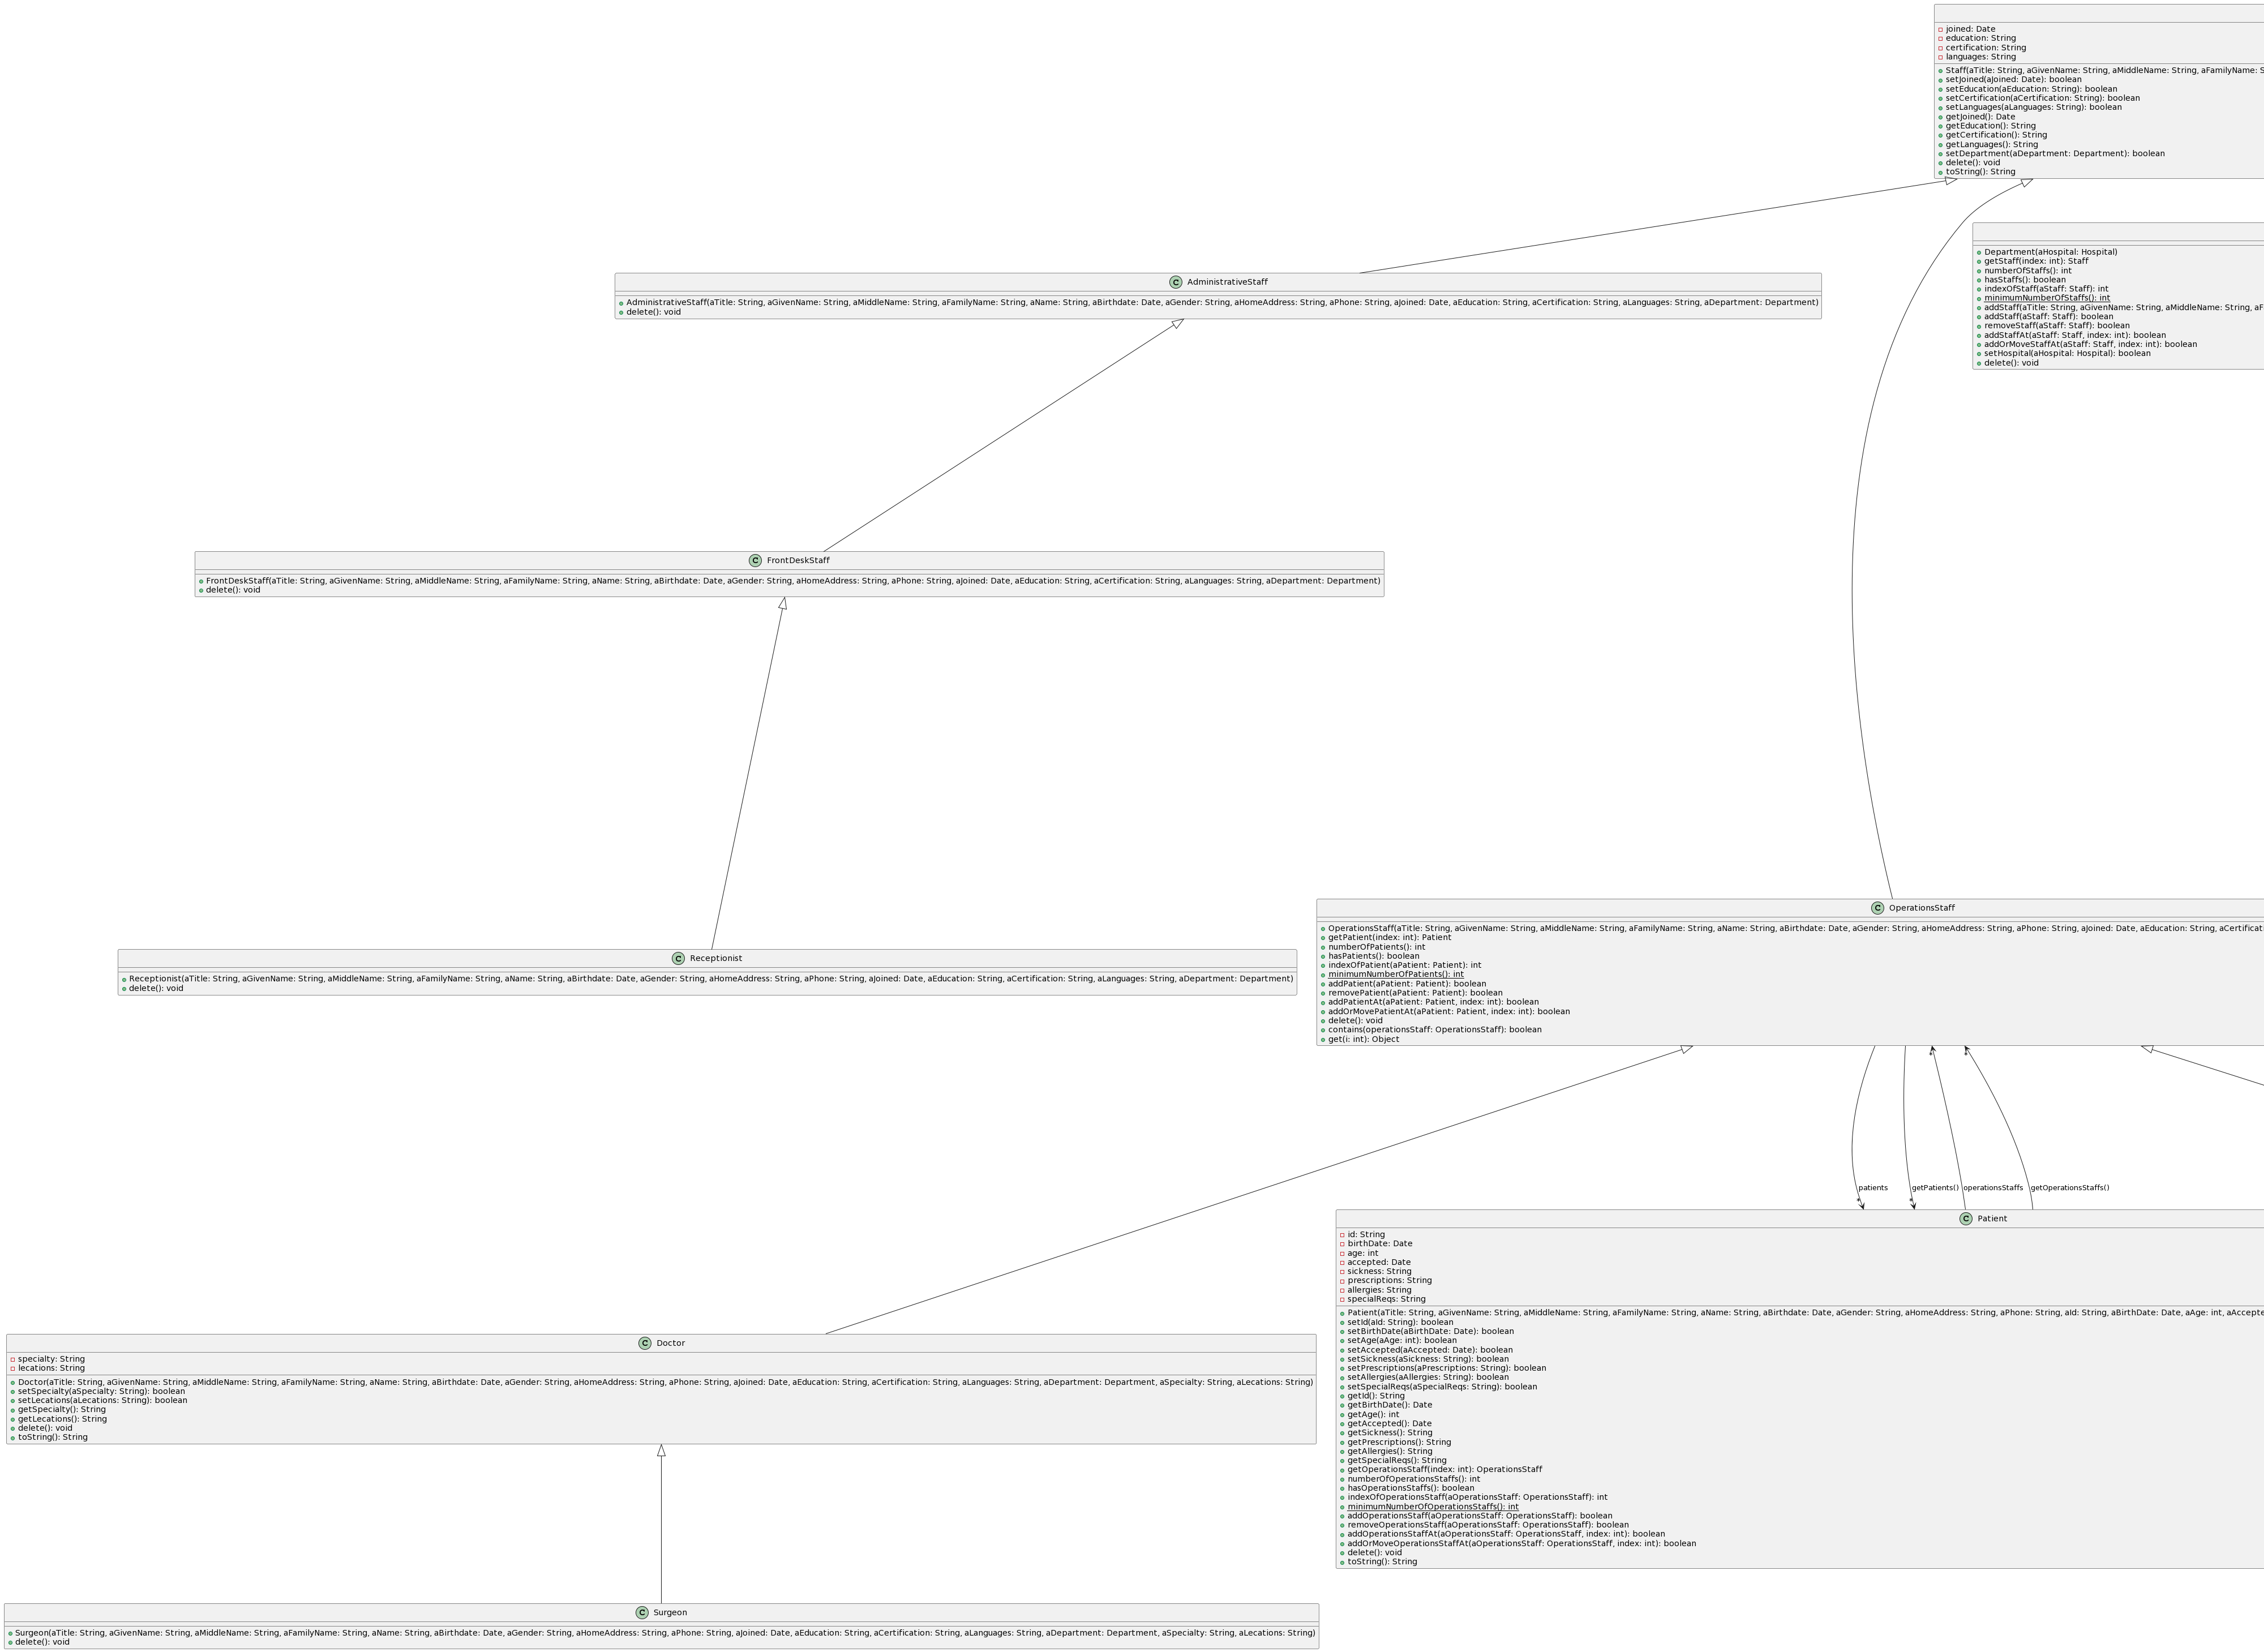 joined: Date
education: String
certification: String
languages: String
Staff(aTitle: String, aGivenName: String, aMiddleName: String, aFamilyName:
setJoined(aJoined: Date): boolean
setEducation(aEducation: String): boolean
setCertification(aCertification: String): boolean
setLanguages(aLanguages: String): boolean
getJoined(): Date
getEducation(): String
getCertification(): String
getLanguages(): String
setDepartment(aDepartment: Department): boolean
delete(): void
toString(): String
Department(aHospital: Hospital)
getStaff(index: int): Staff
numberOfStaffs(): int
hasStaffs(): boolean
indexOfStaff(aStaff: Staff): int
minimumNumberOfStaffs(): int
addStaff(aTitle: String, aGivenName: String, aMiddleName: String,
addStaff(aStaff: Staff): boolean
removeStaff(aStaff: Staff): boolean
addStaffAt(aStaff: Staff, index: int): boolean
addOrMoveStaffAt(aStaff: Staff, index: int): boolean
setHospital(aHospital: Hospital): boolean
delete(): void
C AdministrativeStaff
AdministrativeStaff(aTitle: String, aGivenName: String, aMiddleName: String, aFamilyName: String, aName: String, aBirthdate: Date, aGender: String, aHomeAddress: String, aPhone: String, aJoined: Date, aEducation: String, aCertification: String, aLanguages: String, aDepartment: Department)
delete(): void
C FrontDeskStaff
FrontDeskStaff(aTitle: String, aGivenName: String, aMiddleName: String, aFamilyName: String, aName: String, aBirthdate: Date, aGender: String, aHomeAddress: String, aPhone: String, aJoined: Date, aEducation: String, aCertification: String, aLanguages: String, aDepartment: Department)
delete(): void
C Receptionist
Receptionist(aTitle: String, aGivenName: String, aMiddleName: String, aFamilyName: String, aName: String, aBirthdate: Date, aGender: String, aHomeAddress: String, aPhone: String, aJoined: Date, aEducation: String, aCertification: String, aLanguages: String, aDepartment: Department)
delete(): void
C OperationsStaff
OperationsStaff(aTitle: String, aGivenName: String, aMiddleName: String, aFamilyName: String, aName: String, aBirthdate: Date, aGender: String, aHomeAddress: String, aPhone: String, aJoined: Date, aEducation: String,
getPatient(index: int): Patient
numberOfPatients(): int
hasPatients(): boolean
indexOfPatient(aPatient: Patient): int
minimumNumberOfPatients(): int
addPatient(aPatient: Patient): boolean
removePatient(aPatient: Patient): boolean
addPatientAt(aPatient: Patient, index: int): boolean
addOrMovePatientAt(aPatient: Patient, index: int): boolean
delete(): void
contains(operationsStaff: OperationsStaff): boolean
get(i: int): Object
* *
patients getPatients() operationsStaffs getOperationsStaffs()
* *
C Patient
id: String
birthDate: Date
age: int
accepted: Date
sickness: String
prescriptions: String
allergies: String
specialReqs: String
Patient(aTitle: String, aGivenName: String, aMiddleName: String, aFamilyName: String, aName: String, aBirthdate: Date, aGender: String, aHomeAddress: String, aPhone: String, aId: String, aBirthDate: Date, aAge: int,
setId(aId: String): boolean
setBirthDate(aBirthDate: Date): boolean
setAge(aAge: int): boolean
setAccepted(aAccepted: Date): boolean
setSickness(aSickness: String): boolean
setPrescriptions(aPrescriptions: String): boolean
setAllergies(aAllergies: String): boolean
setSpecialReqs(aSpecialReqs: String): boolean
getId(): String
getBirthDate(): Date
getAge(): int
getAccepted(): Date
getSickness(): String
getPrescriptions(): String
getAllergies(): String
getSpecialReqs(): String
getOperationsStaff(index: int): OperationsStaff
numberOfOperationsStaffs(): int
hasOperationsStaffs(): boolean
indexOfOperationsStaff(aOperationsStaff: OperationsStaff): int
minimumNumberOfOperationsStaffs(): int
addOperationsStaff(aOperationsStaff: OperationsStaff): boolean
removeOperationsStaff(aOperationsStaff: OperationsStaff): boolean
addOperationsStaffAt(aOperationsStaff: OperationsStaff, index: int): boolean
addOrMoveOperationsStaffAt(aOperationsStaff: OperationsStaff, index: int): boolean
delete(): void
toString(): String
C Doctor
specialty: String
lecations: String
Doctor(aTitle: String, aGivenName: String, aMiddleName: String, aFamilyName: String, aName: String, aBirthdate: Date, aGender: String, aHomeAddress: String, aPhone: String, aJoined: Date, aEducation: String, aCertification: String, aLanguages: String, aDepartment: Department, aSpecialty: String, aLecations: String)
setSpecialty(aSpecialty: String): boolean
setLecations(aLecations: String): boolean
getSpecialty(): String
getLecations(): String
delete(): void
toString(): String
C Surgeon
Surgeon(aTitle: String, aGivenName: String, aMiddleName: String, aFamilyName: String, aName: String, aBirthdate: Date, aGender: String, aHomeAddress: String, aPhone: String, aJoined: Date, aEducation: String, aCertification: String, aLanguages: String, aDepartment: Department, aSpecialty: String, aLecations: String)
delete(): void